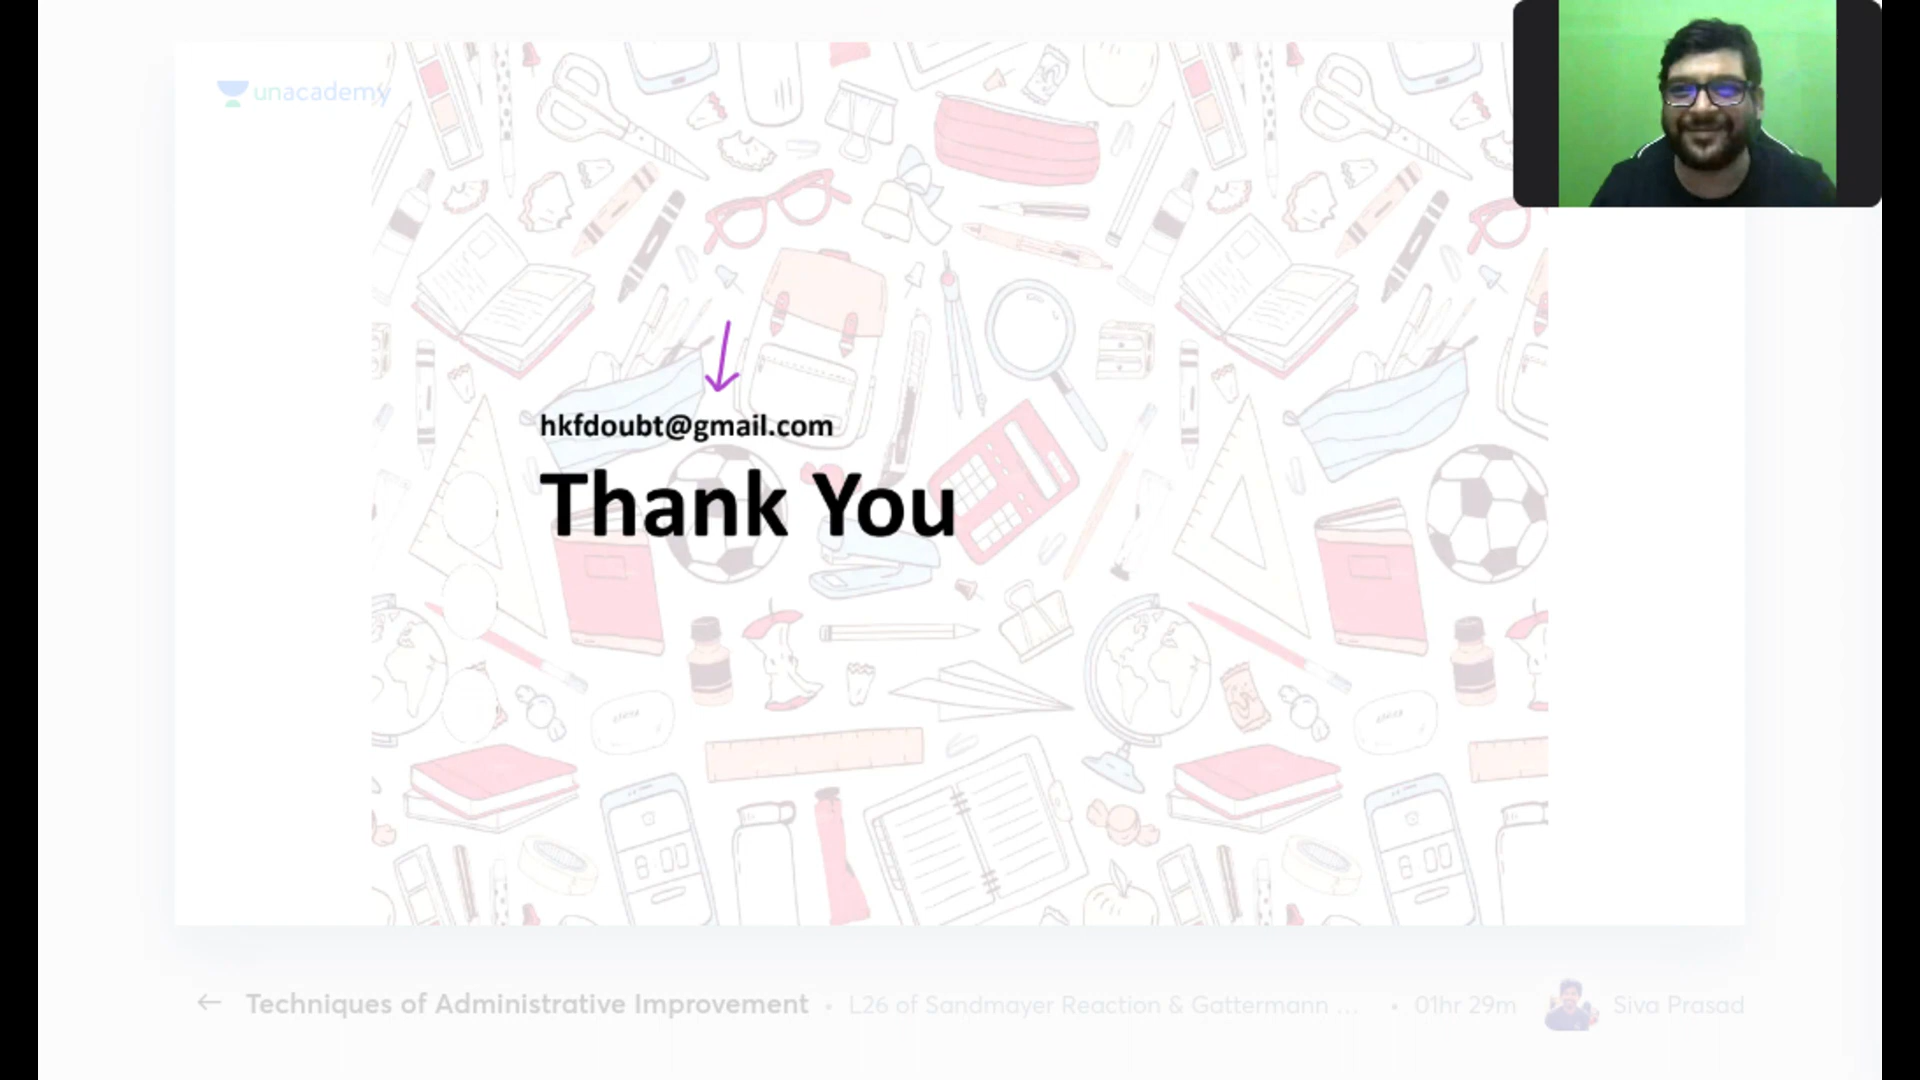 unacademy
hkfdoubt@gmail.com
Thank You
Techniques of Administrative Improvement • L26 of Sandmayer Reaction & Gattermann ... • 01hr 29m Siva Prasad